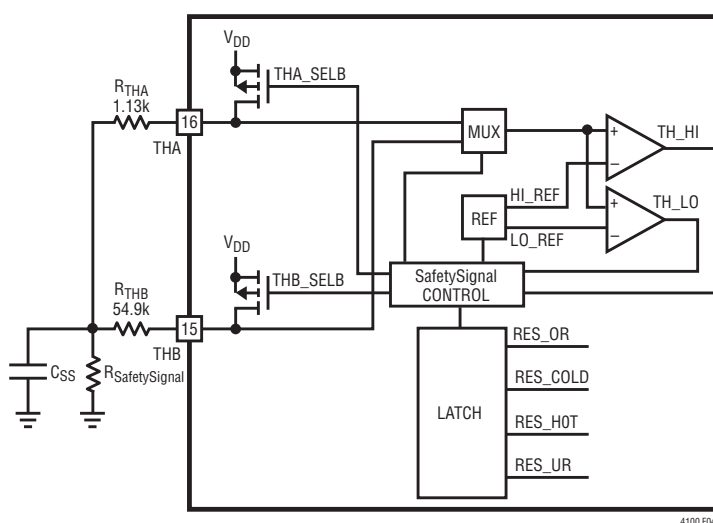 VDD
THA_SELB
RTHA
1.13k
16
THA
MUX
+
TH_HI
–
HI_REF
REF
LO_REF
+
TH_LO
–
VDD
THB_SELB
SafetySignal
CONTROL
RTHB
54.9k
15
THB
CSS
RSafetySignal
LATCH
RES_OR
RES_COLD
RES_H0T
RES_UR